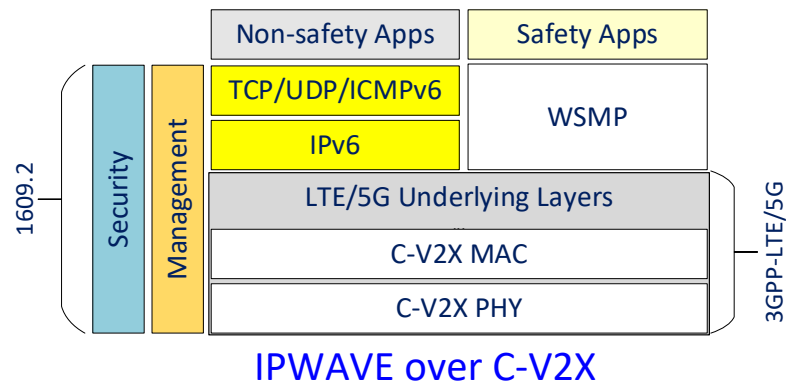 Non-safety Apps
Safety Apps
TCP/UDP/ICMPv6
WSMP
IPv6
1609.2
Security
Management
LTE/5G Underlying Layers
C-V2X MAC
C-V2X PHY
3GPP-LTE/5G
IPWAVE over C-V2X